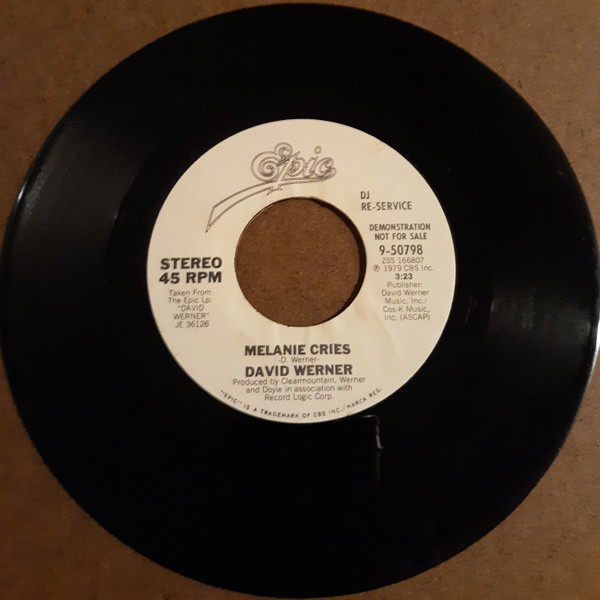 Epic
DJ
RE-SERVICE
DEMONSTRATION
NOT FOR SALE
9-50798
ZSS 166807
℗ 1979 CBS Inc.
3:23
Publisher:
David Werner
Music, Inc./
Cos-K Music,
Inc. (ASCAP)
STEREO
45 RPM
Taken From
The Epic Lp:
"DAVID
WERNER"
JE 36126
MELANIE CRIES
-D. Werner-
DAVID WERNER
Produced by Clearmountain, Werner
and Doyle in association with
Record Logic Corp.
"EPIC" IS A TRADEMARK OF CBS INC./MARCA REG.